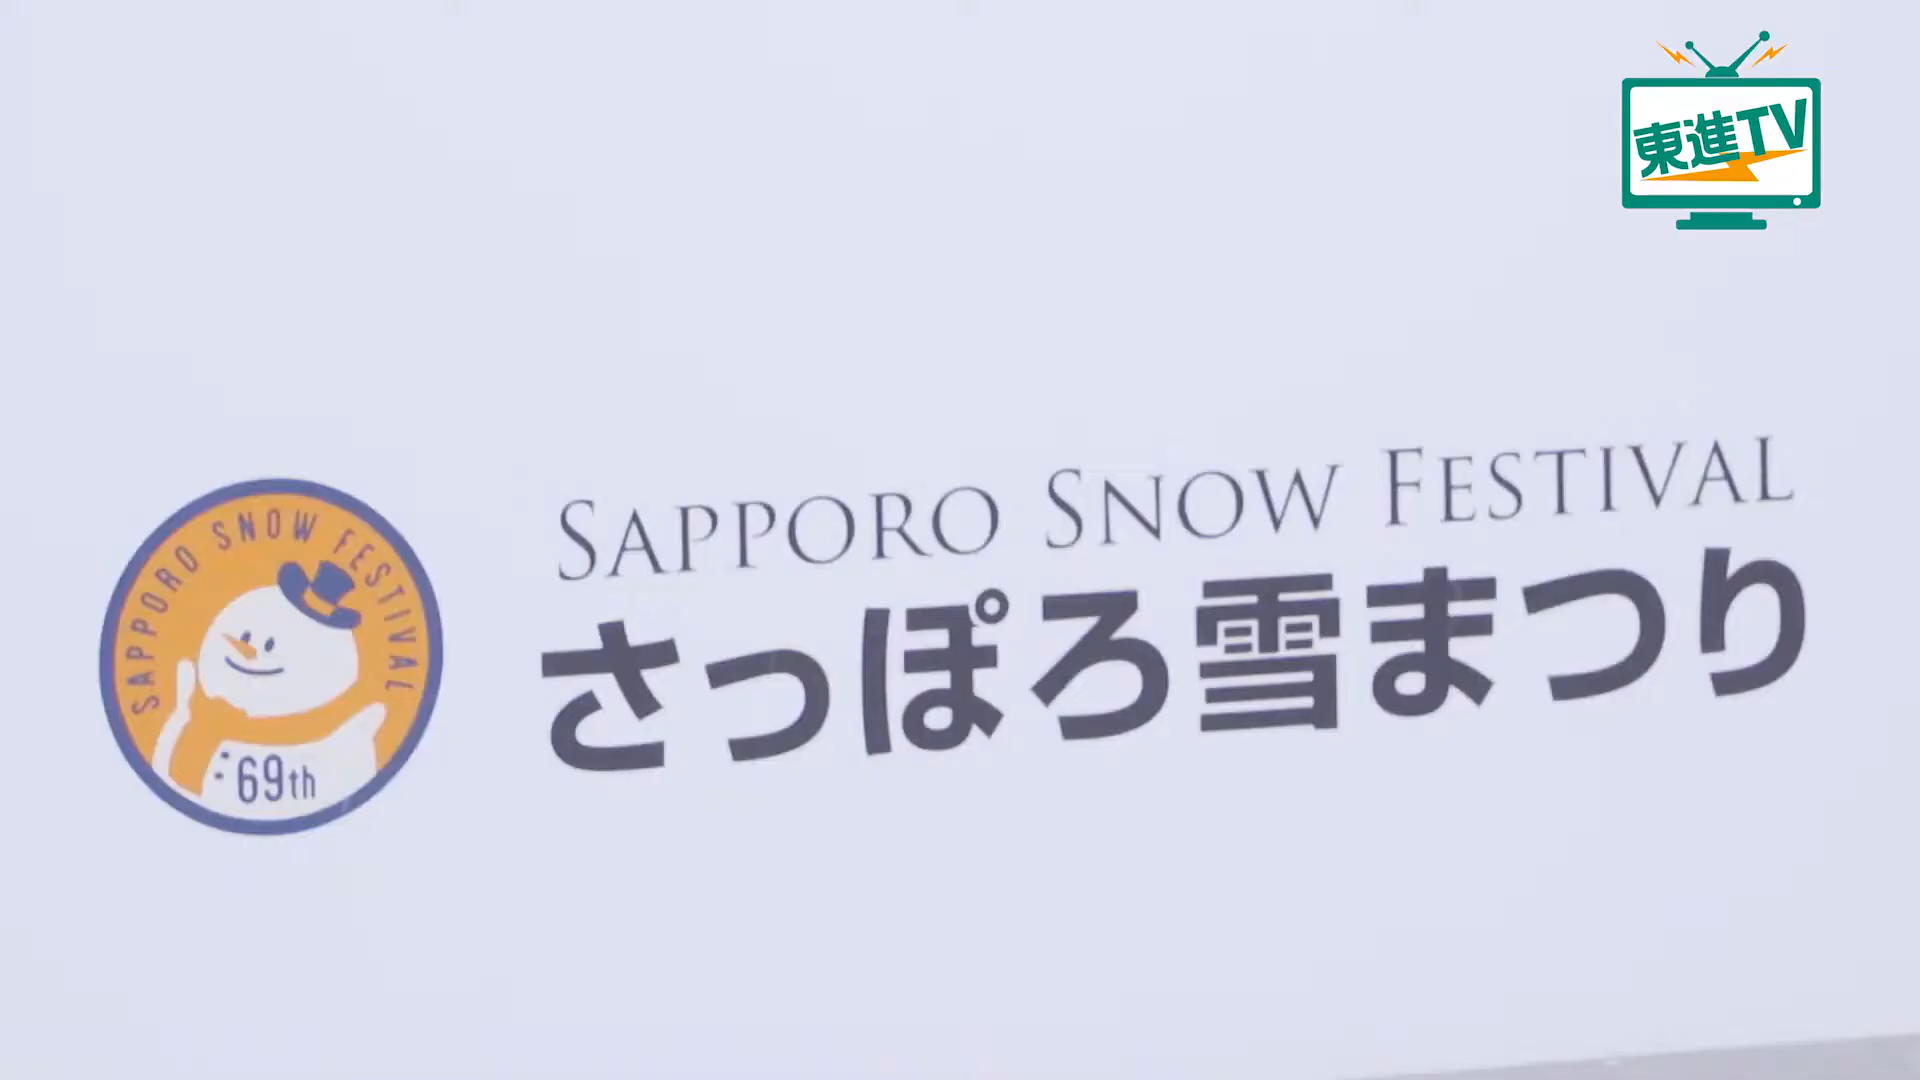 東進TV
SAPPORO SNOW FESTIVAL
さっぽろ雪まつり
SAPPORO SNOW FESTIVAL
69th